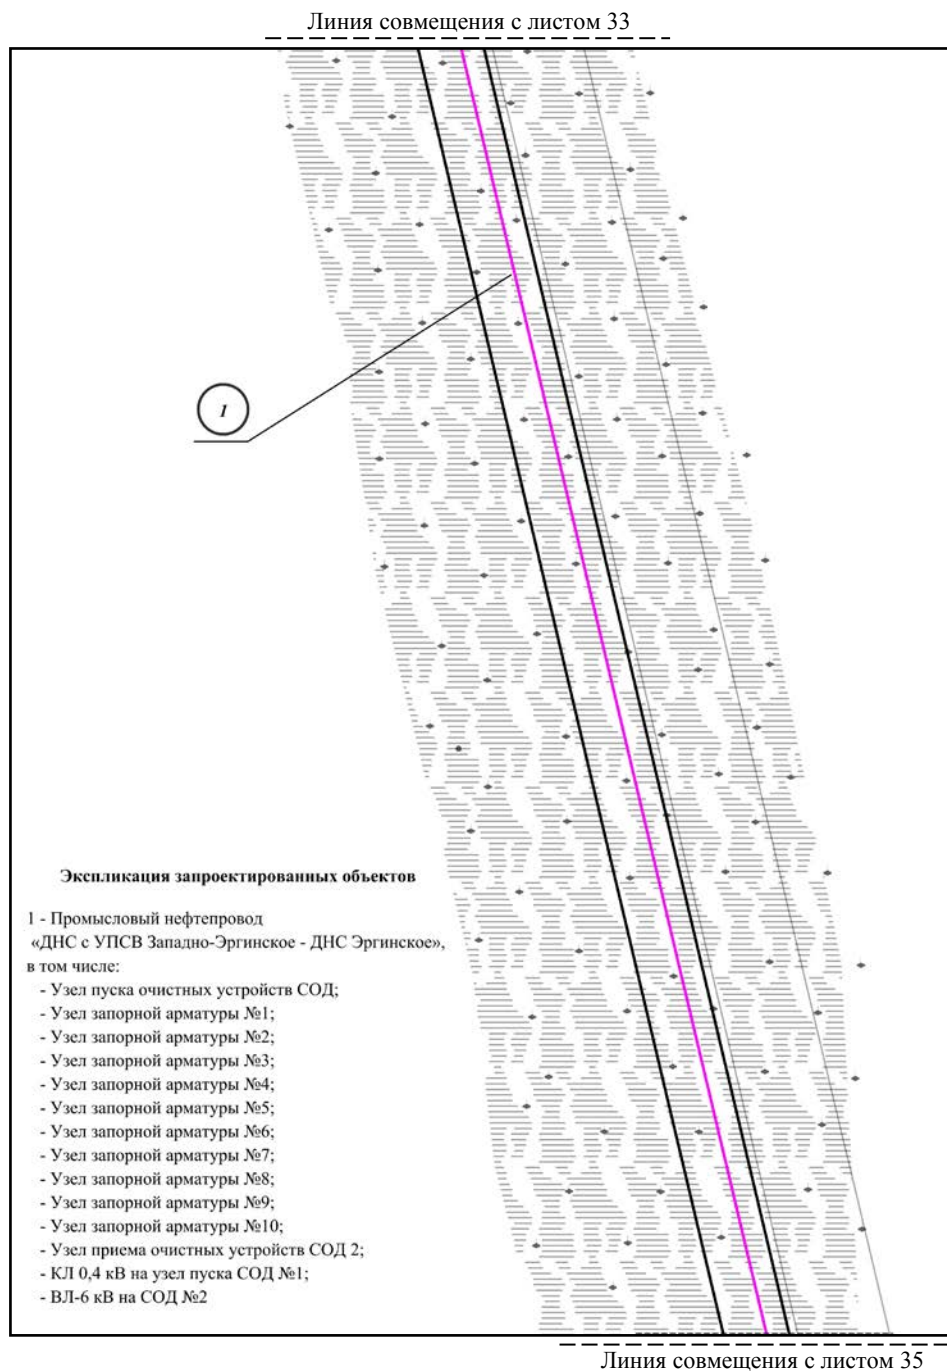 Линия совмещения с листом 33
1
Экспликация запроектированных объектов
1 - Промысловый нефтепровод
«ДНС с УПСВ Западно-Эргинское - ДНС Эргинское»,
в том числе:
- Узел пуска очистных устройств СОД;
- Узел запорной арматуры №1;
- Узел запорной арматуры №2;
- Узел запорной арматуры №3;
- Узел запорной арматуры №4;
- Узел запорной арматуры №5;
- Узел запорной арматуры №6;
- Узел запорной арматуры №7;
- Узел запорной арматуры №8;
- Узел запорной арматуры №9;
- Узел запорной арматуры №10;
- Узел приема очистных устройств СОД 2;
- КЛ 0,4 кВ на узел пуска СОД №1;
- ВЛ-6 кВ на СОД №2
Линия совмещения с листом 35